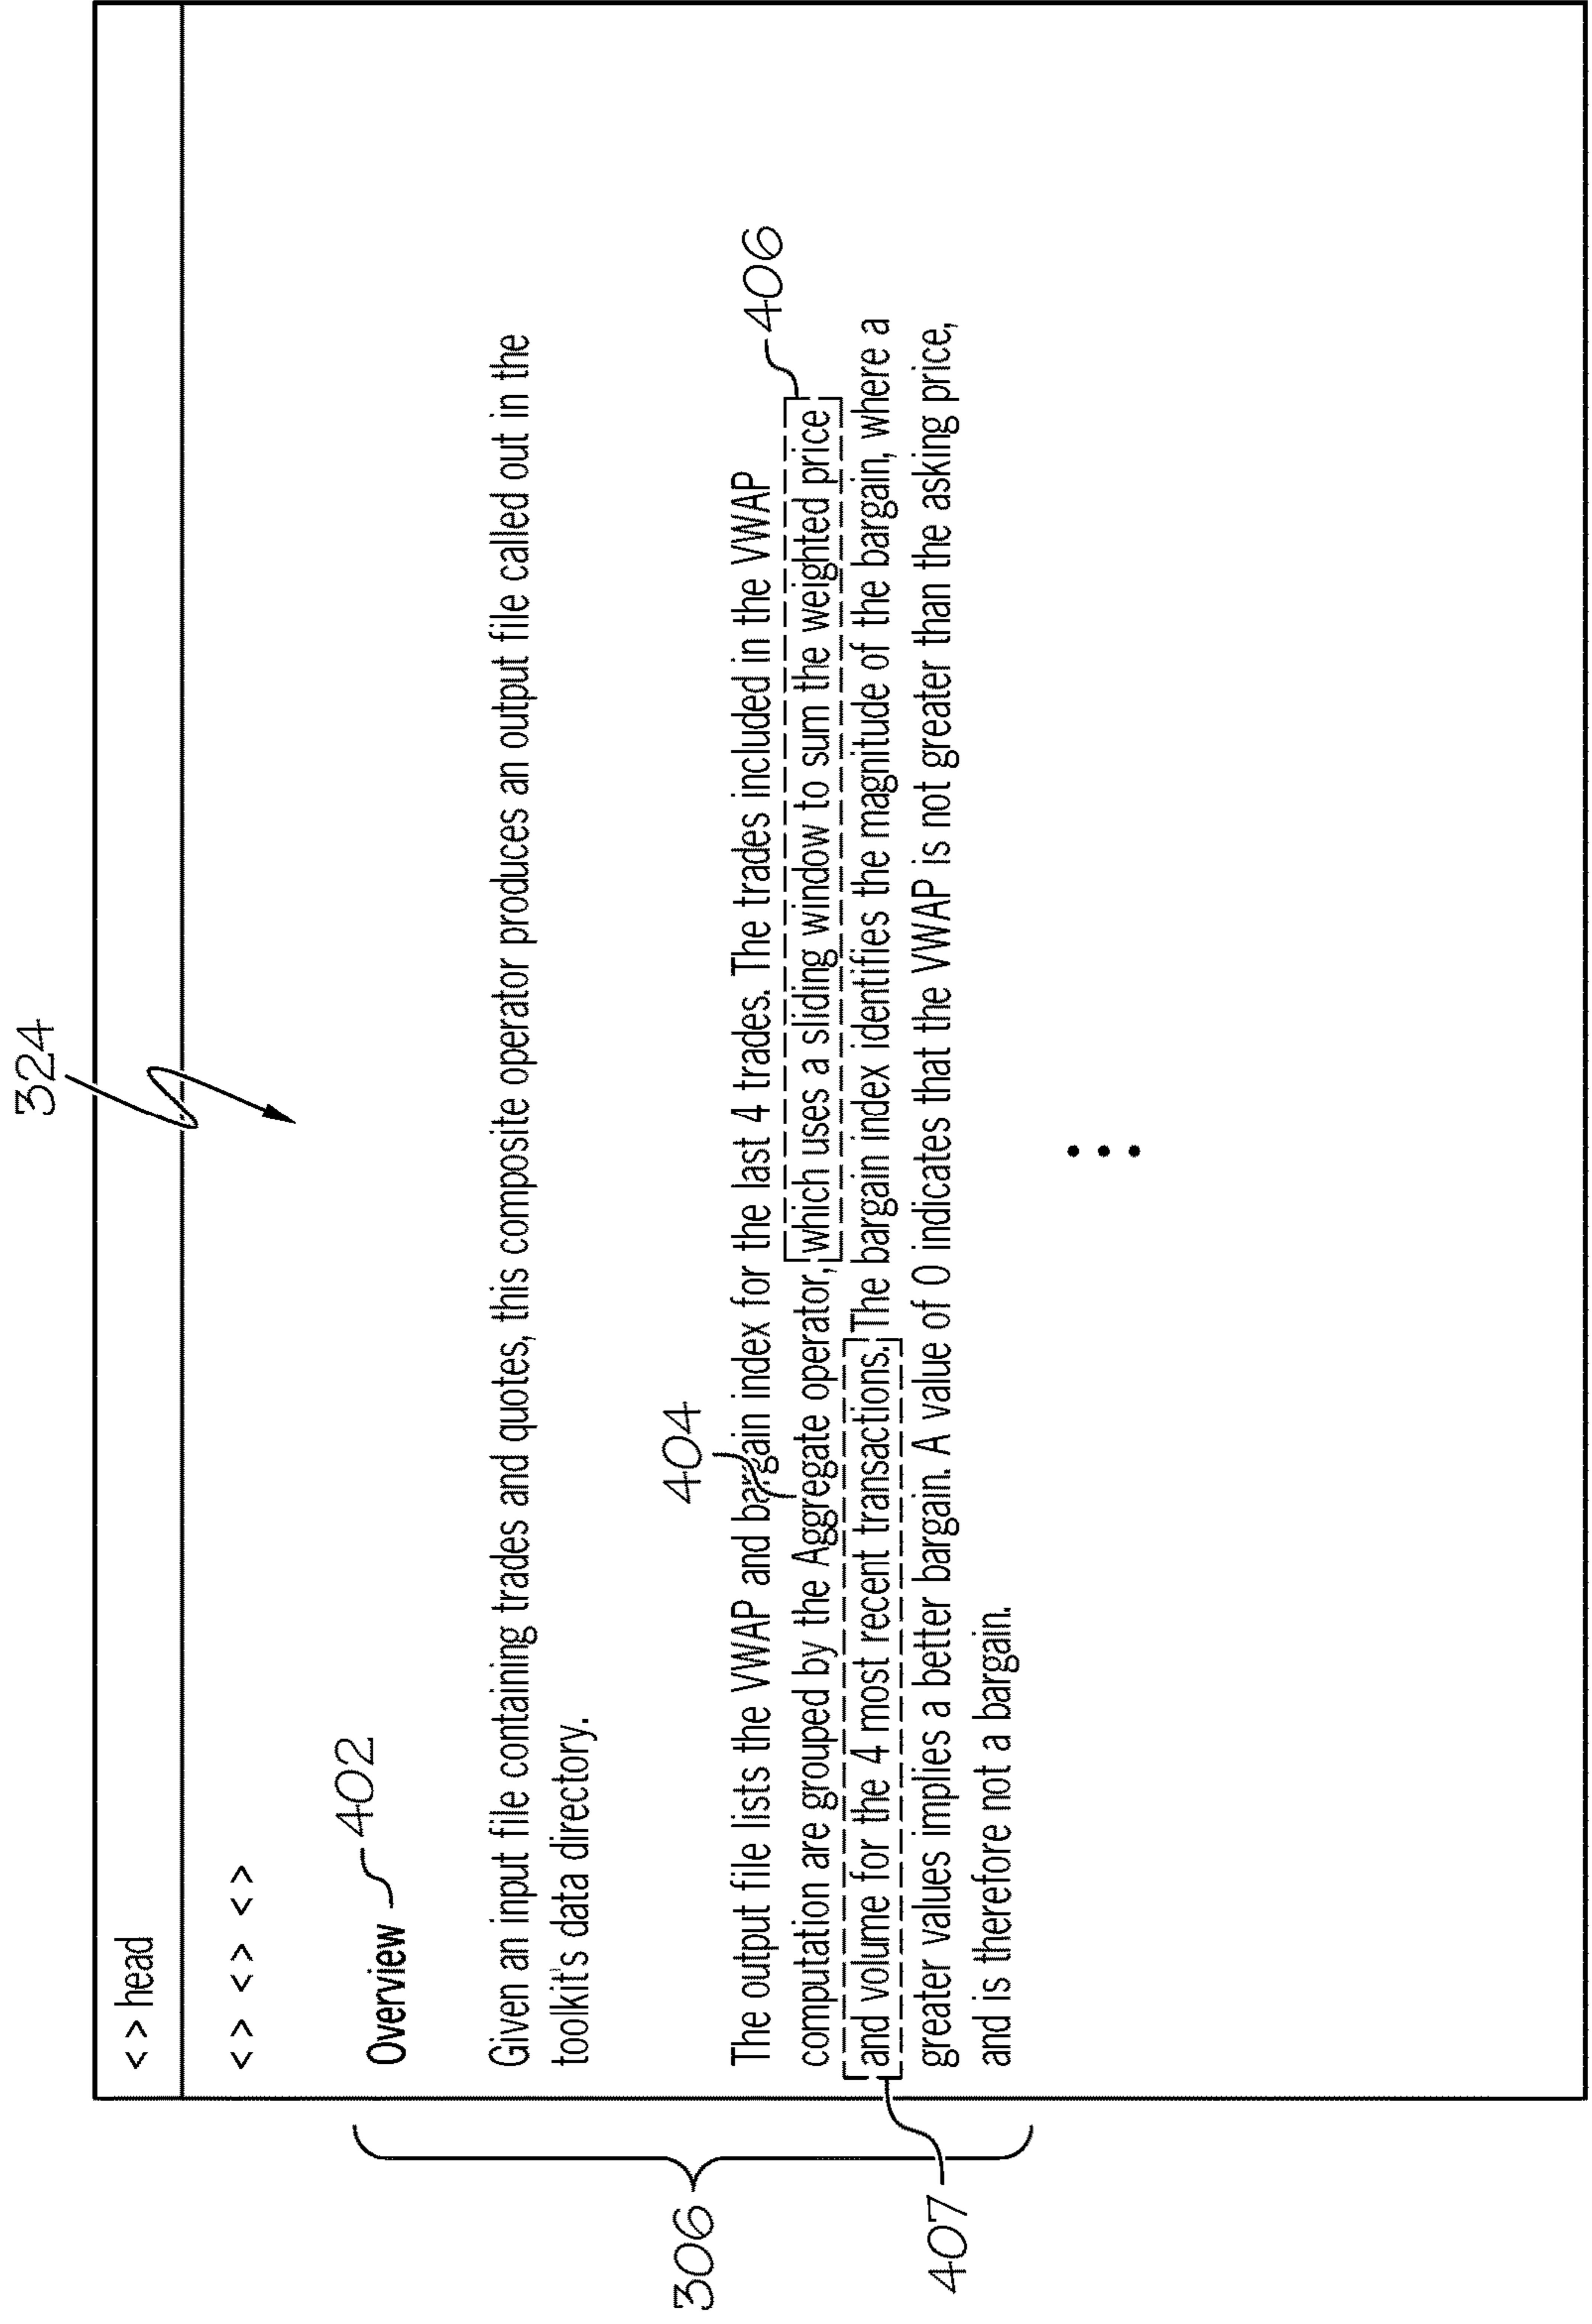 324
< > head
< > < > < >
Overview 402
Given an input file containing trades and quotes, this composite operator produces an output file called out in the
toolkit's data directory.
404
406
The output file lists the VWAP and bargain index for the last 4 trades. The trades included in the VWAP
computation are grouped by the Aggregate operator, which uses a sliding window to sum the weighted price
and volume for the 4 most recent transactions. The bargain index identifies the magnitude of the bargain, where a
greater values implies a better bargain. A value of 0 indicates that the VWAP is not greater than the asking price,
and is therefore not a bargain.
306
407